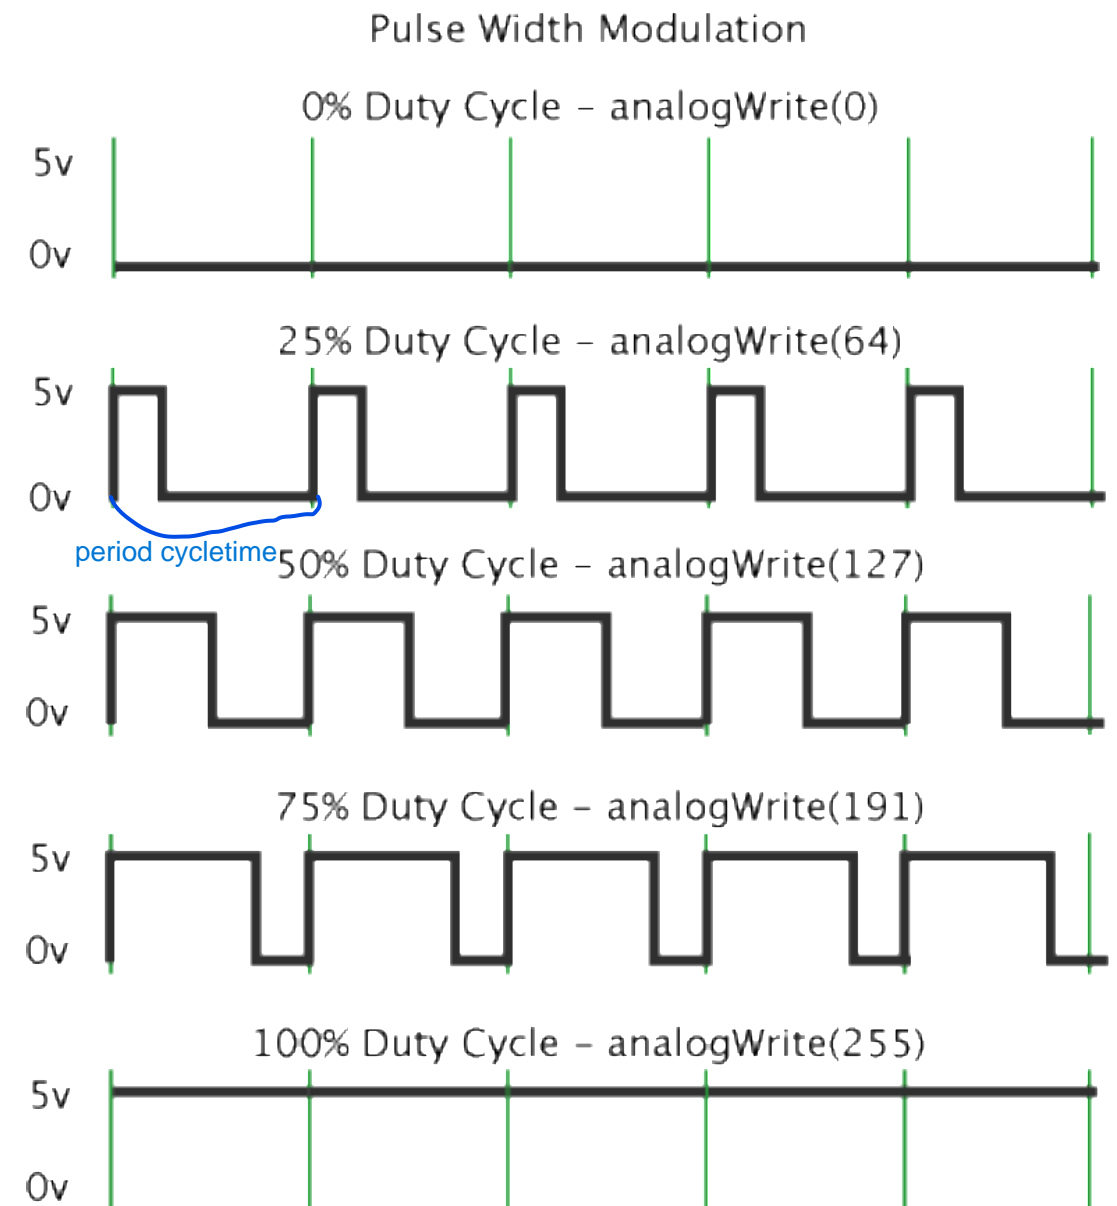 Pulse Width Modulation
0% Duty Cycle – analogWrite(0)
5v
0v
25% Duty Cycle – analogWrite(64)
5v
0v
period cycletime
50% Duty Cycle – analogWrite(127)
5v
0v
75% Duty Cycle – analogWrite(191)
5v
0v
100% Duty Cycle – analogWrite(255)
5v
0v